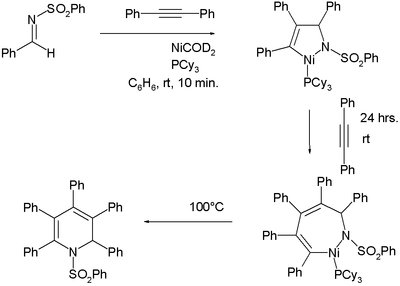 SO2Ph
N
Ph
H
Ph Ph
NiCOD2
PCy3
C6H6, rt, 10 min.
Ph
Ph
Ph
N
SO2Ph
Ni
PCy3
Ph
24 hrs.
rt
Ph
Ph
Ph
Ph
Ph
Ph
N
SO2Ph
Ni
PCy3
100°C
Ph
Ph
Ph
Ph
N
Ph
SO2Ph